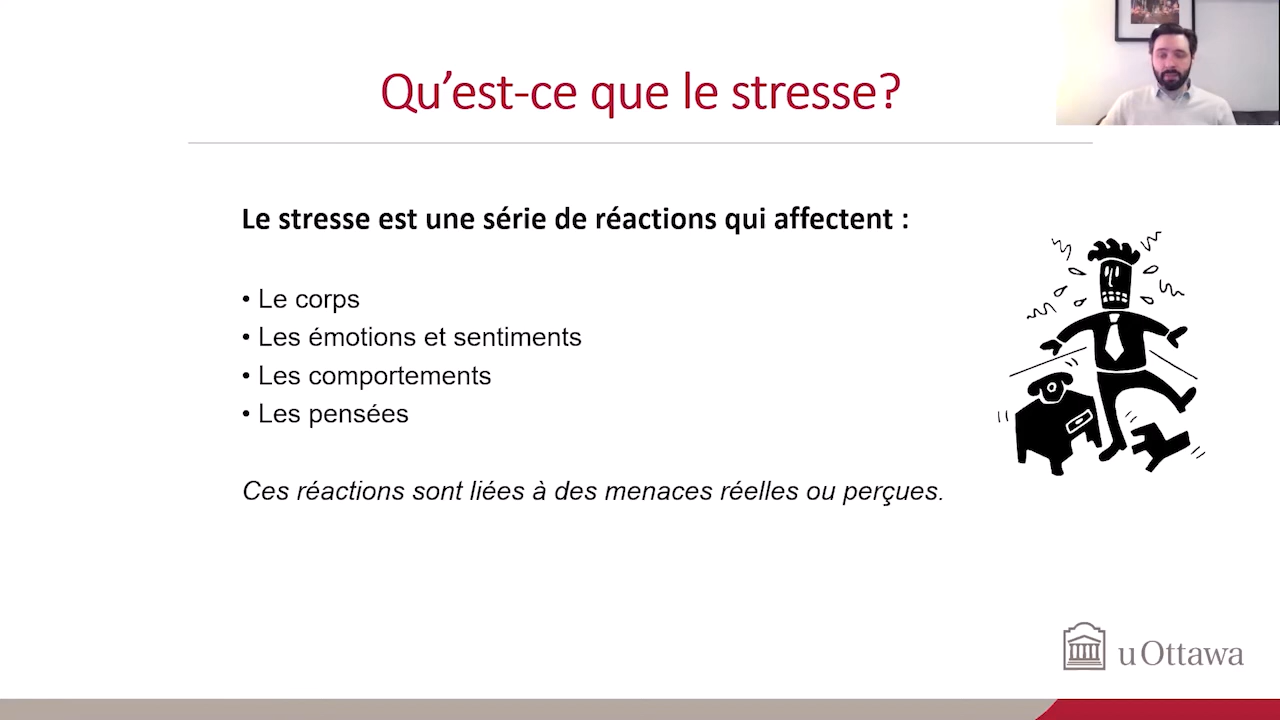 Qu’est-ce que le stresse?
Le stresse est une série de réactions qui affectent :
• Le corps
• Les émotions et sentiments
• Les comportements
• Les pensées
Ces réactions sont liées à des menaces réelles ou perçues.
uOttawa